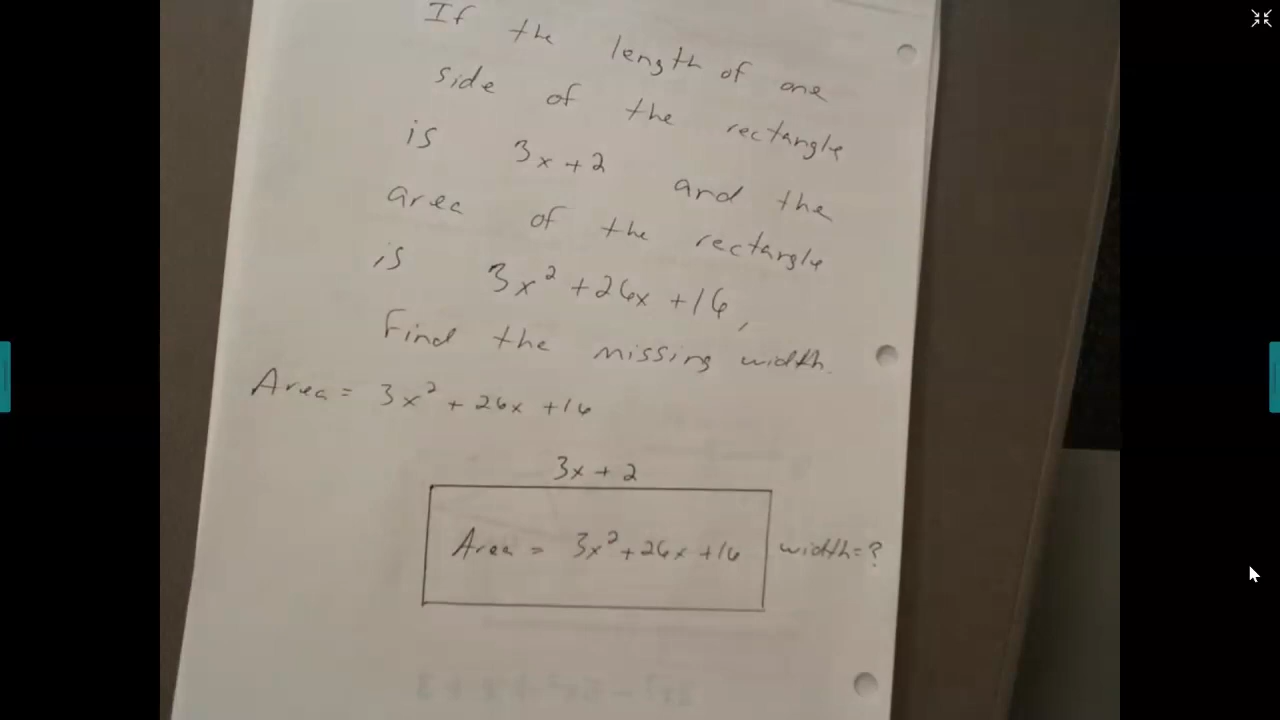 If the length of one
side of the rectangle
is 3x+2 and the
area of the rectangle
is 3x² +26x +16,
Find the missing width.
Area = 3x² + 26x +16
3x + 2
Area = 3x²+26x +16 width=?